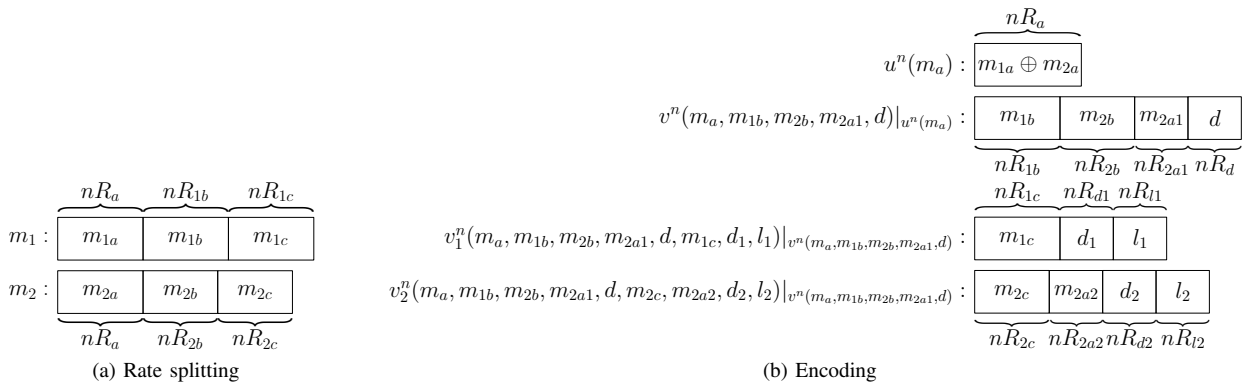 nR_a
u^n(m_a) : m_{1a} ⊕ m_{2a}
v^n(m_a, m_{1b}, m_{2b}, m_{2a1}, d)|_{u^n(m_a)} : m_{1b} m_{2b} m_{2a1} d
nR_{1b} nR_{2b} nR_{2a1} nR_d
nR_a nR_{1b} nR_{1c}
m_1 : m_{1a} m_{1b} m_{1c}
m_2 : m_{2a} m_{2b} m_{2c}
nR_a nR_{2b} nR_{2c}
(a) Rate splitting
nR_{1c} nR_{d1} nR_{l1}
v_1^n(m_a, m_{1b}, m_{2b}, m_{2a1}, d, m_{1c}, d_1, l_1)|_{v^n(m_a,m_{1b},m_{2b},m_{2a1},d)} : m_{1c} d_1 l_1
v_2^n(m_a, m_{1b}, m_{2b}, m_{2a1}, d, m_{2c}, m_{2a2}, d_2, l_2)|_{v^n(m_a,m_{1b},m_{2b},m_{2a1},d)} : m_{2c} m_{2a2} d_2 l_2
nR_{2c} nR_{2a2} nR_{d2} nR_{l2}
(b) Encoding